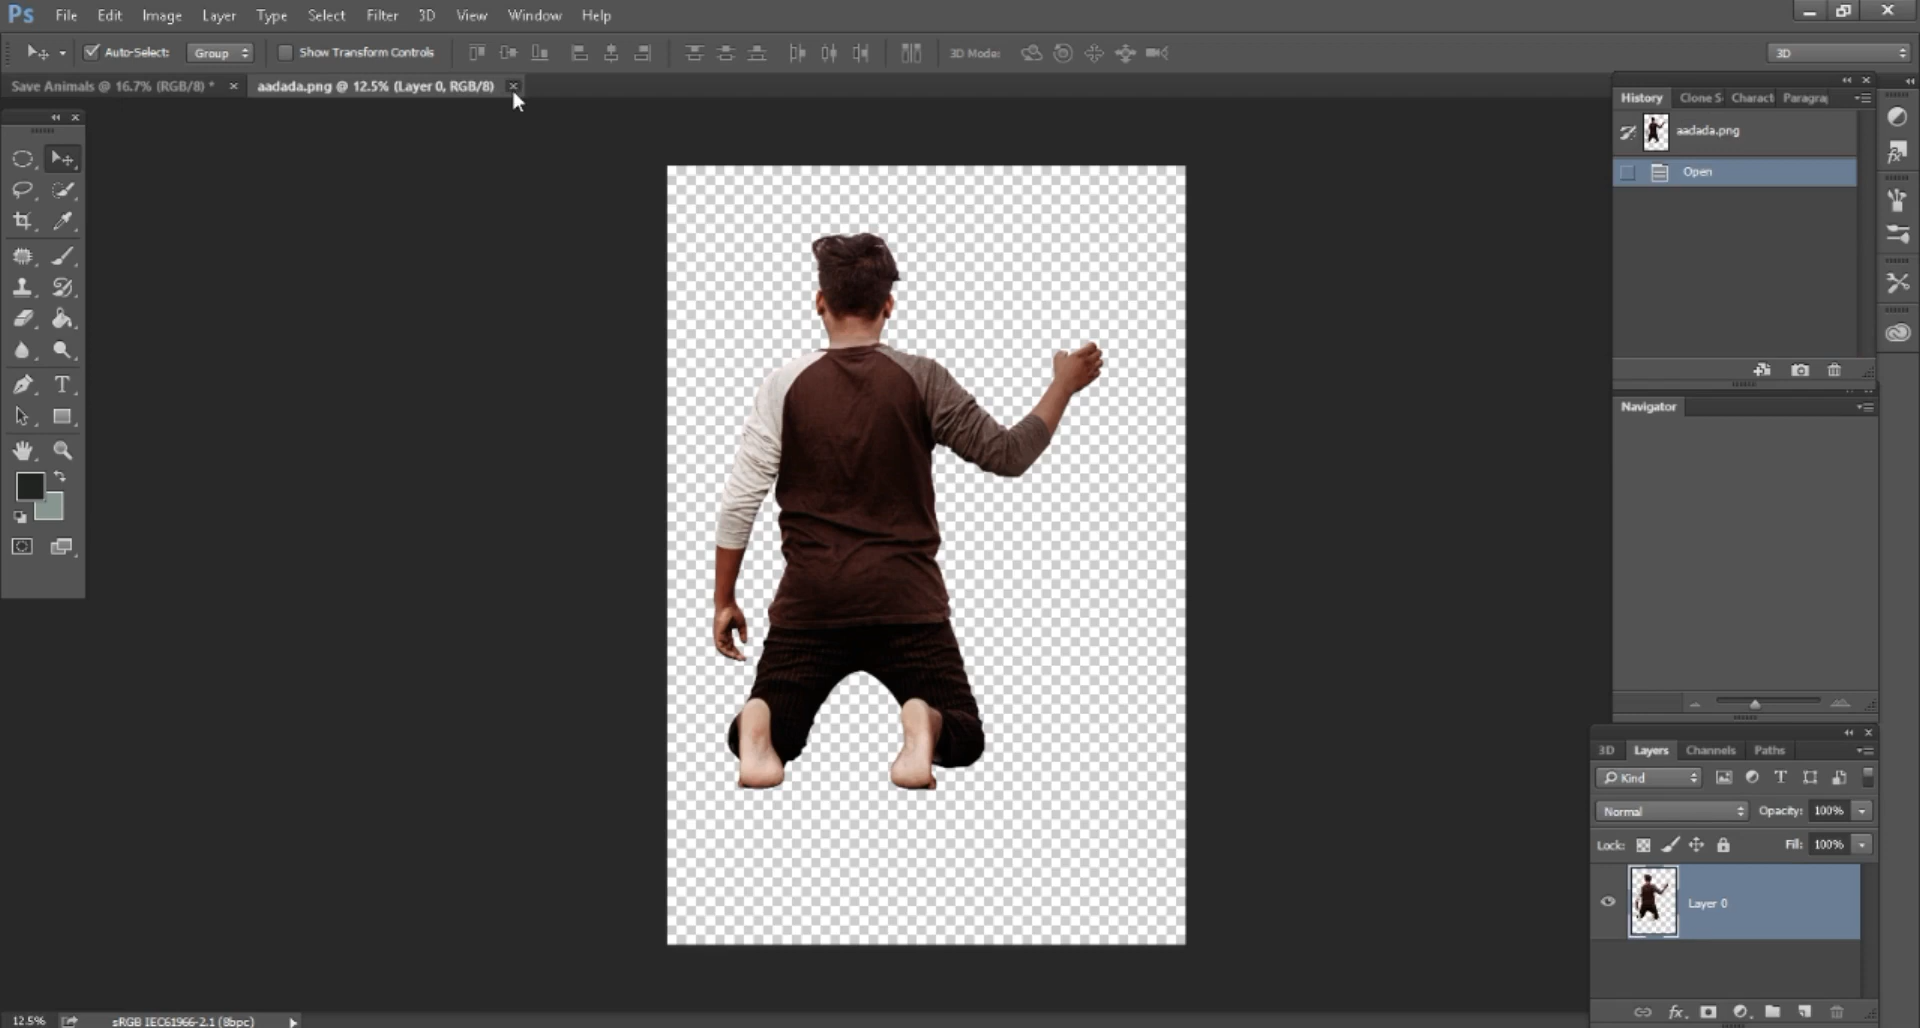 Ps File Edit Image Layer Type Select Filter 3D View Window Help
Auto-Select: Group Show Transform Controls 3D Mode: 3D
Save Animals @ 16.7% (RGB/8) * × aadada.png @ 12.5% (Layer 0, RGB/8) ×
History Clone S Charact Paragra
aadada.png
Open
Navigator
3D Layers Channels Paths
Kind
Normal Opacity: 100%
Lock: Fill: 100%
Layer 0
12.5% sRGB IEC61966-2.1 (8bpc)